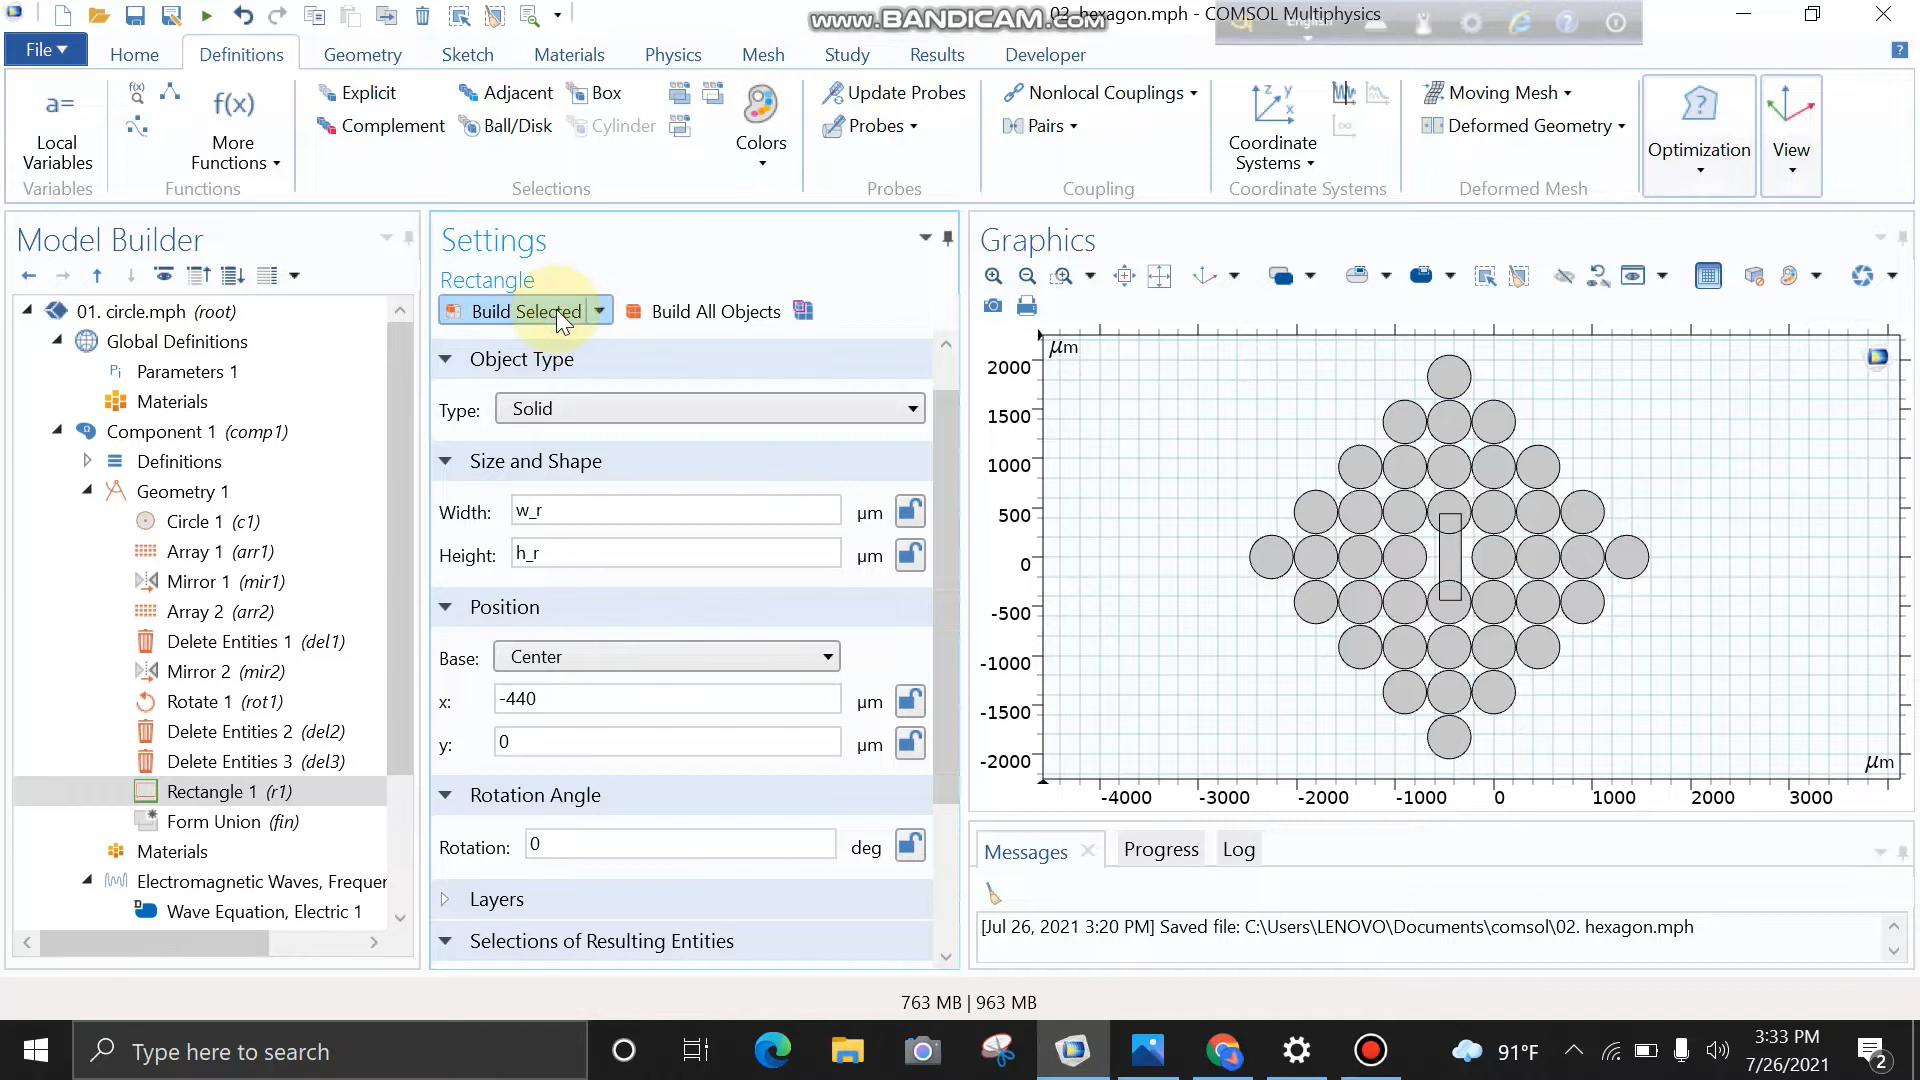 www.BANDICAM.com
02. hexagon.mph - COMSOL Multiphysics
English
File
Home
Definitions
Geometry
Sketch
Materials
Physics
Mesh
Study
Results
Developer
a=
Local
Variables
Variables
f(x)
f(x)
More
Functions
Functions
Explicit
Complement
Adjacent
Ball/Disk
Box
Cylinder
Colors
Selections
Update Probes
Probes
Probes
Nonlocal Couplings
Pairs
Coupling
z y
x
Coordinate
Systems
Coordinate Systems
Moving Mesh
Deformed Geometry
Deformed Mesh
Optimization
View
Model Builder
01. circle.mph (root)
Global Definitions
Pi Parameters 1
Materials
Component 1 (comp1)
Definitions
Geometry 1
Circle 1 (c1)
Array 1 (arr1)
Mirror 1 (mir1)
Array 2 (arr2)
Delete Entities 1 (del1)
Mirror 2 (mir2)
Rotate 1 (rot1)
Delete Entities 2 (del2)
Delete Entities 3 (del3)
Rectangle 1 (r1)
Form Union (fin)
Materials
Electromagnetic Waves, Frequer
Wave Equation, Electric 1
Settings
Rectangle
Build Selected
Build All Objects
Object Type
Type: Solid
Size and Shape
Width: w_r µm
Height: h_r µm
Position
Base: Center
x: -440 µm
y: 0 µm
Rotation Angle
Rotation: 0 deg
Layers
Selections of Resulting Entities
Graphics
µm
2000
1500
1000
500
0
-500
-1000
-1500
-2000
µm
-4000 -3000 -2000 -1000 0 1000 2000 3000
Messages
Progress
Log
[Jul 26, 2021 3:20 PM] Saved file: C:\Users\LENOVO\Documents\comsol\02. hexagon.mph
763 MB | 963 MB
Type here to search
91°F
3:33 PM
7/26/2021
2